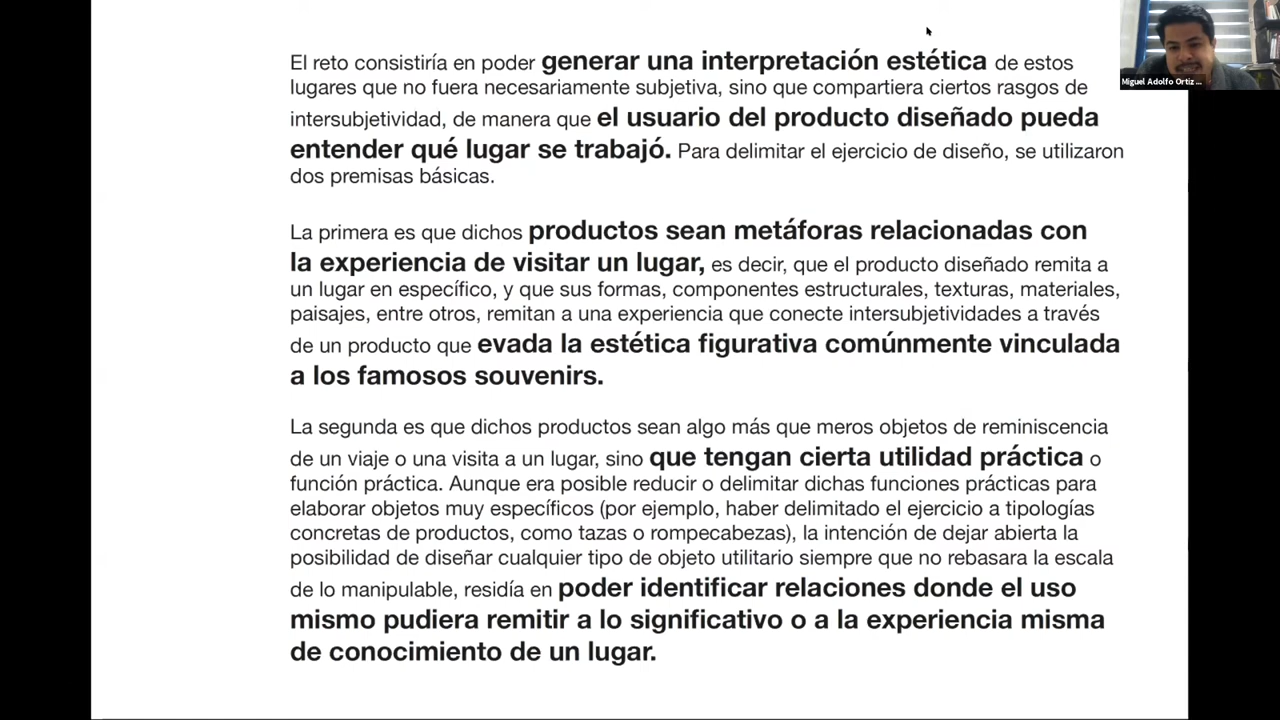 El reto consistiría en poder generar una interpretación estética de estos
lugares que no fuera necesariamente subjetiva, sino que compartiera ciertos rasgos de
intersubjetividad, de manera que el usuario del producto diseñado pueda
entender qué lugar se trabajó. Para delimitar el ejercicio de diseño, se utilizaron
dos premisas básicas.
La primera es que dichos productos sean metáforas relacionadas con
la experiencia de visitar un lugar, es decir, que el producto diseñado remita a
un lugar en específico, y que sus formas, componentes estructurales, texturas, materiales,
paisajes, entre otros, remitan a una experiencia que conecte intersubjetividades a través
de un producto que evada la estética figurativa comúnmente vinculada
a los famosos souvenirs.
La segunda es que dichos productos sean algo más que meros objetos de reminiscencia
de un viaje o una visita a un lugar, sino que tengan cierta utilidad práctica o
función práctica. Aunque era posible reducir o delimitar dichas funciones prácticas para
elaborar objetos muy específicos (por ejemplo, haber delimitado el ejercicio a tipologías
concretas de productos, como tazas o rompecabezas), la intención de dejar abierta la
posibilidad de diseñar cualquier tipo de objeto utilitario siempre que no rebasara la escala
de lo manipulable, residía en poder identificar relaciones donde el uso
mismo pudiera remitir a lo significativo o a la experiencia misma
de conocimiento de un lugar.
Miguel Adolfo Ortiz ...